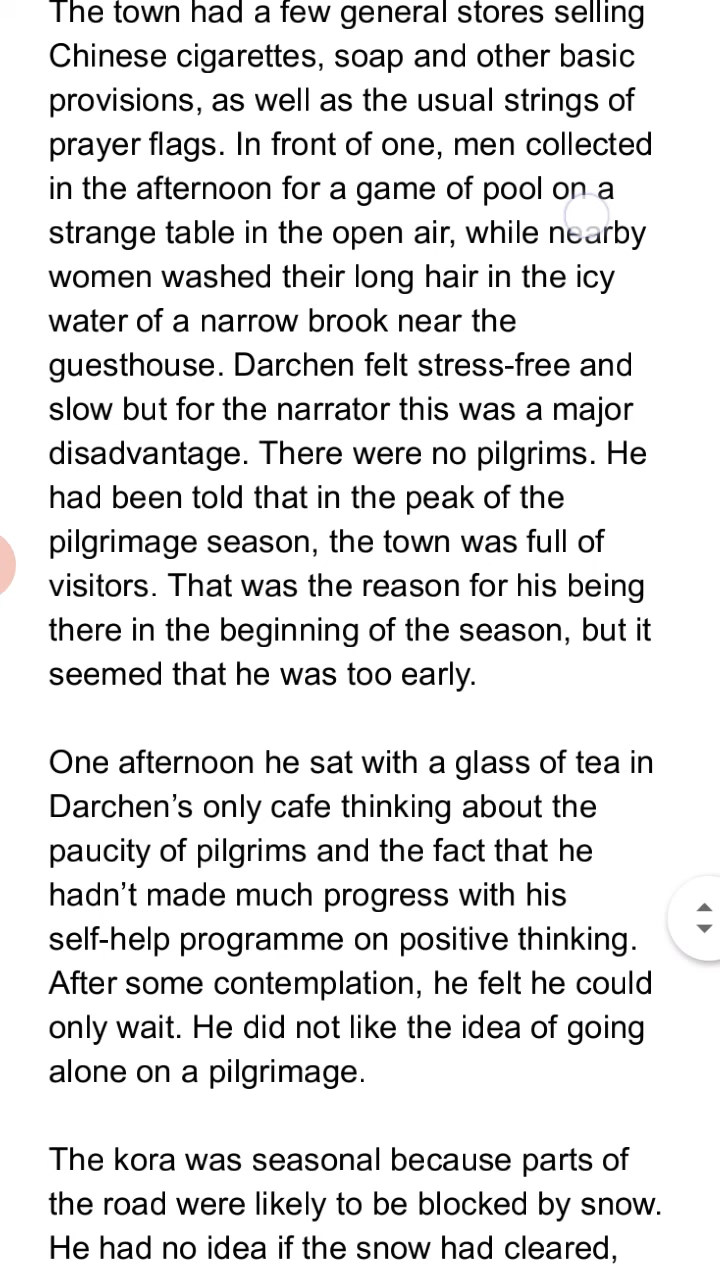 The town had a few general stores selling
Chinese cigarettes, soap and other basic
provisions, as well as the usual strings of
prayer flags. In front of one, men collected
in the afternoon for a game of pool on a
strange table in the open air, while nearby
women washed their long hair in the icy
water of a narrow brook near the
guesthouse. Darchen felt stress-free and
slow but for the narrator this was a major
disadvantage. There were no pilgrims. He
had been told that in the peak of the
pilgrimage season, the town was full of
visitors. That was the reason for his being
there in the beginning of the season, but it
seemed that he was too early.
One afternoon he sat with a glass of tea in
Darchen’s only cafe thinking about the
paucity of pilgrims and the fact that he
hadn’t made much progress with his
self-help programme on positive thinking.
After some contemplation, he felt he could
only wait. He did not like the idea of going
alone on a pilgrimage.
The kora was seasonal because parts of
the road were likely to be blocked by snow.
He had no idea if the snow had cleared,